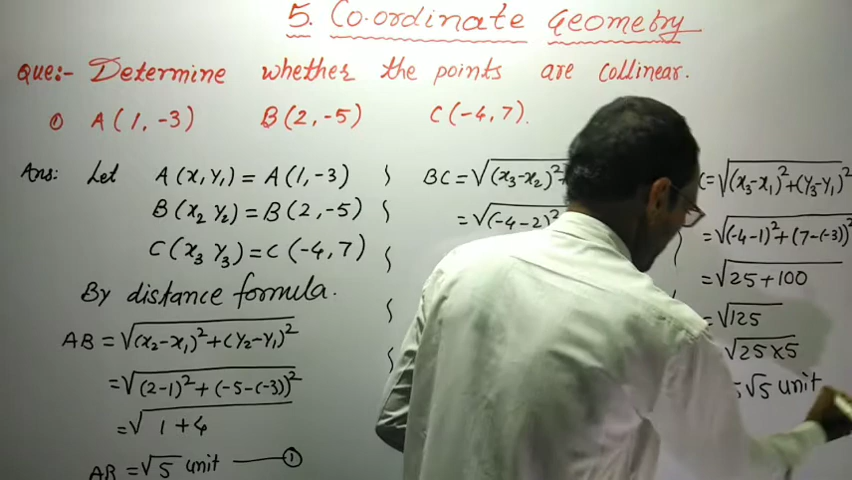 5. Co-ordinate Geometry
Que:- Determine whether the points are collinear.
① A(1,-3) B(2,-5) C(-4,7).
Ans: Let A(x,y₁) = A(1,-3)
B(x₂ y₂) = B(2,-5)
C(x₃ y₃) = C(-4,7)
By distance formula.
AB = √(x₂-x₁)²+(y₂-y₁)²
= √(2-1)²+(-5-(-3))²
= √1+4
AB = √5 unit —— ①
BC = √(x₃-x₂)²+
= √(-4-2)²
C = √(x₃-x₁)²+(y₃-y₁)²
= √(-4-1)²+(7-(-3))²
= √25+100
= √125
√25×5
5√5 unit